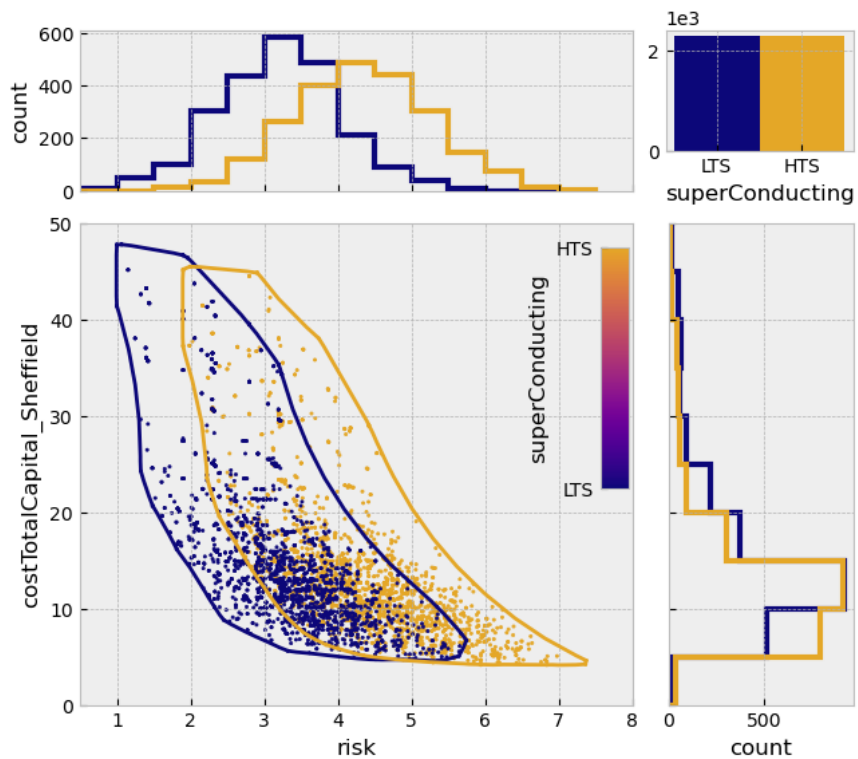 600
400
200
0
count
1e3
2
0
LTS
HTS
superConducting
50
40
30
20
10
0
costTotalCapital_Sheffield
1
2
3
4
5
6
7
8
risk
HTS
superConducting
LTS
0
500
count